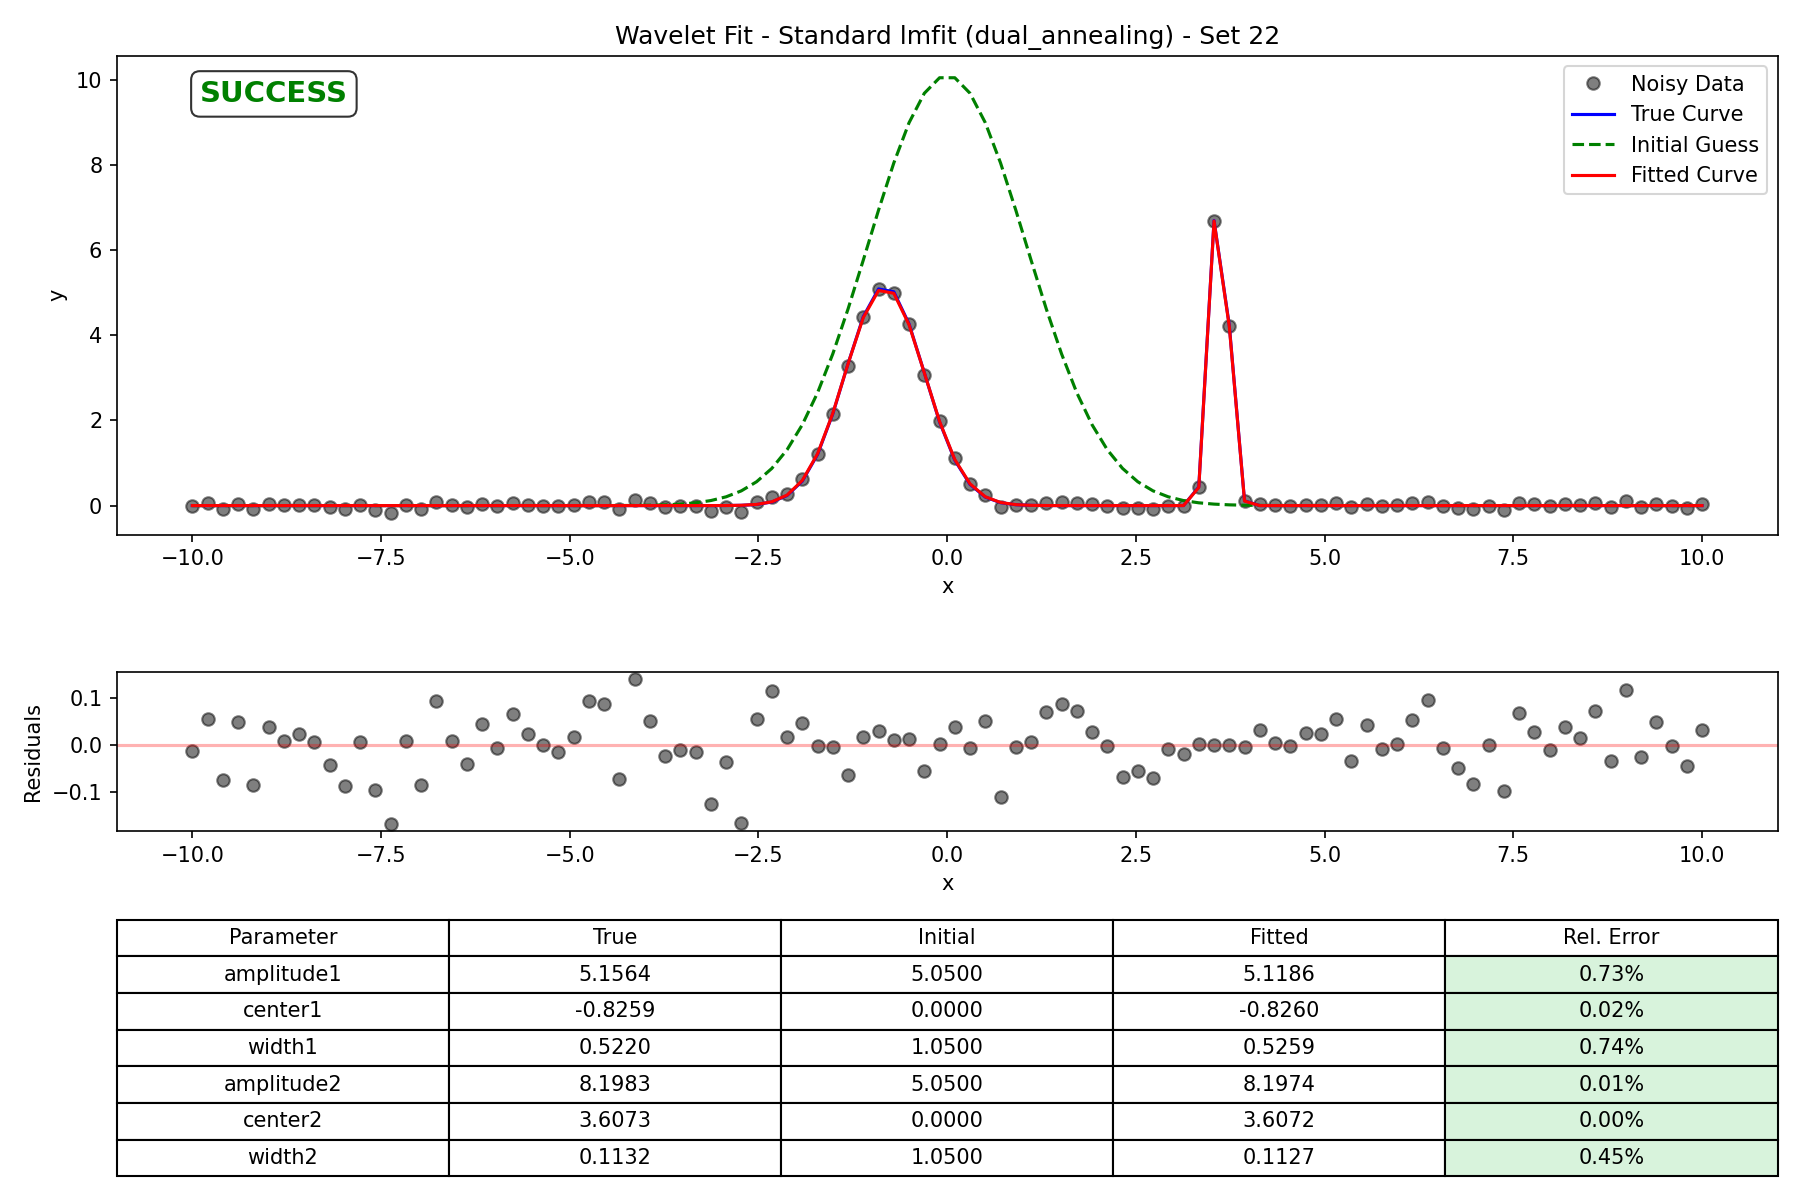 Wavelet Fit - Standard lmfit (dual_annealing) - Set 22
SUCCESS
Noisy Data
True Curve
Initial Guess
Fitted Curve
y
10
8
6
4
2
0
−10.0 −7.5 −5.0 −2.5 0.0 2.5 5.0 7.5 10.0
x
Residuals
0.1
0.0
−0.1
−10.0 −7.5 −5.0 −2.5 0.0 2.5 5.0 7.5 10.0
x
Parameter True Initial Fitted Rel. Error
amplitude1 5.1564 5.0500 5.1186 0.73%
center1 -0.8259 0.0000 -0.8260 0.02%
width1 0.5220 1.0500 0.5259 0.74%
amplitude2 8.1983 5.0500 8.1974 0.01%
center2 3.6073 0.0000 3.6072 0.00%
width2 0.1132 1.0500 0.1127 0.45%